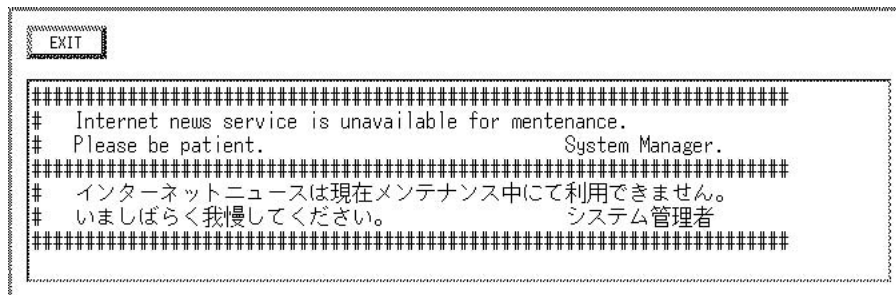 EXIT
######################################################################
#   Internet news service is unavailable for mentenance.
#   Please be patient.                            System Manager.
######################################################################
#   インターネットニュースは現在メンテナンス中にて利用できません。
#   いましばらく我慢してください。                システム管理者
######################################################################